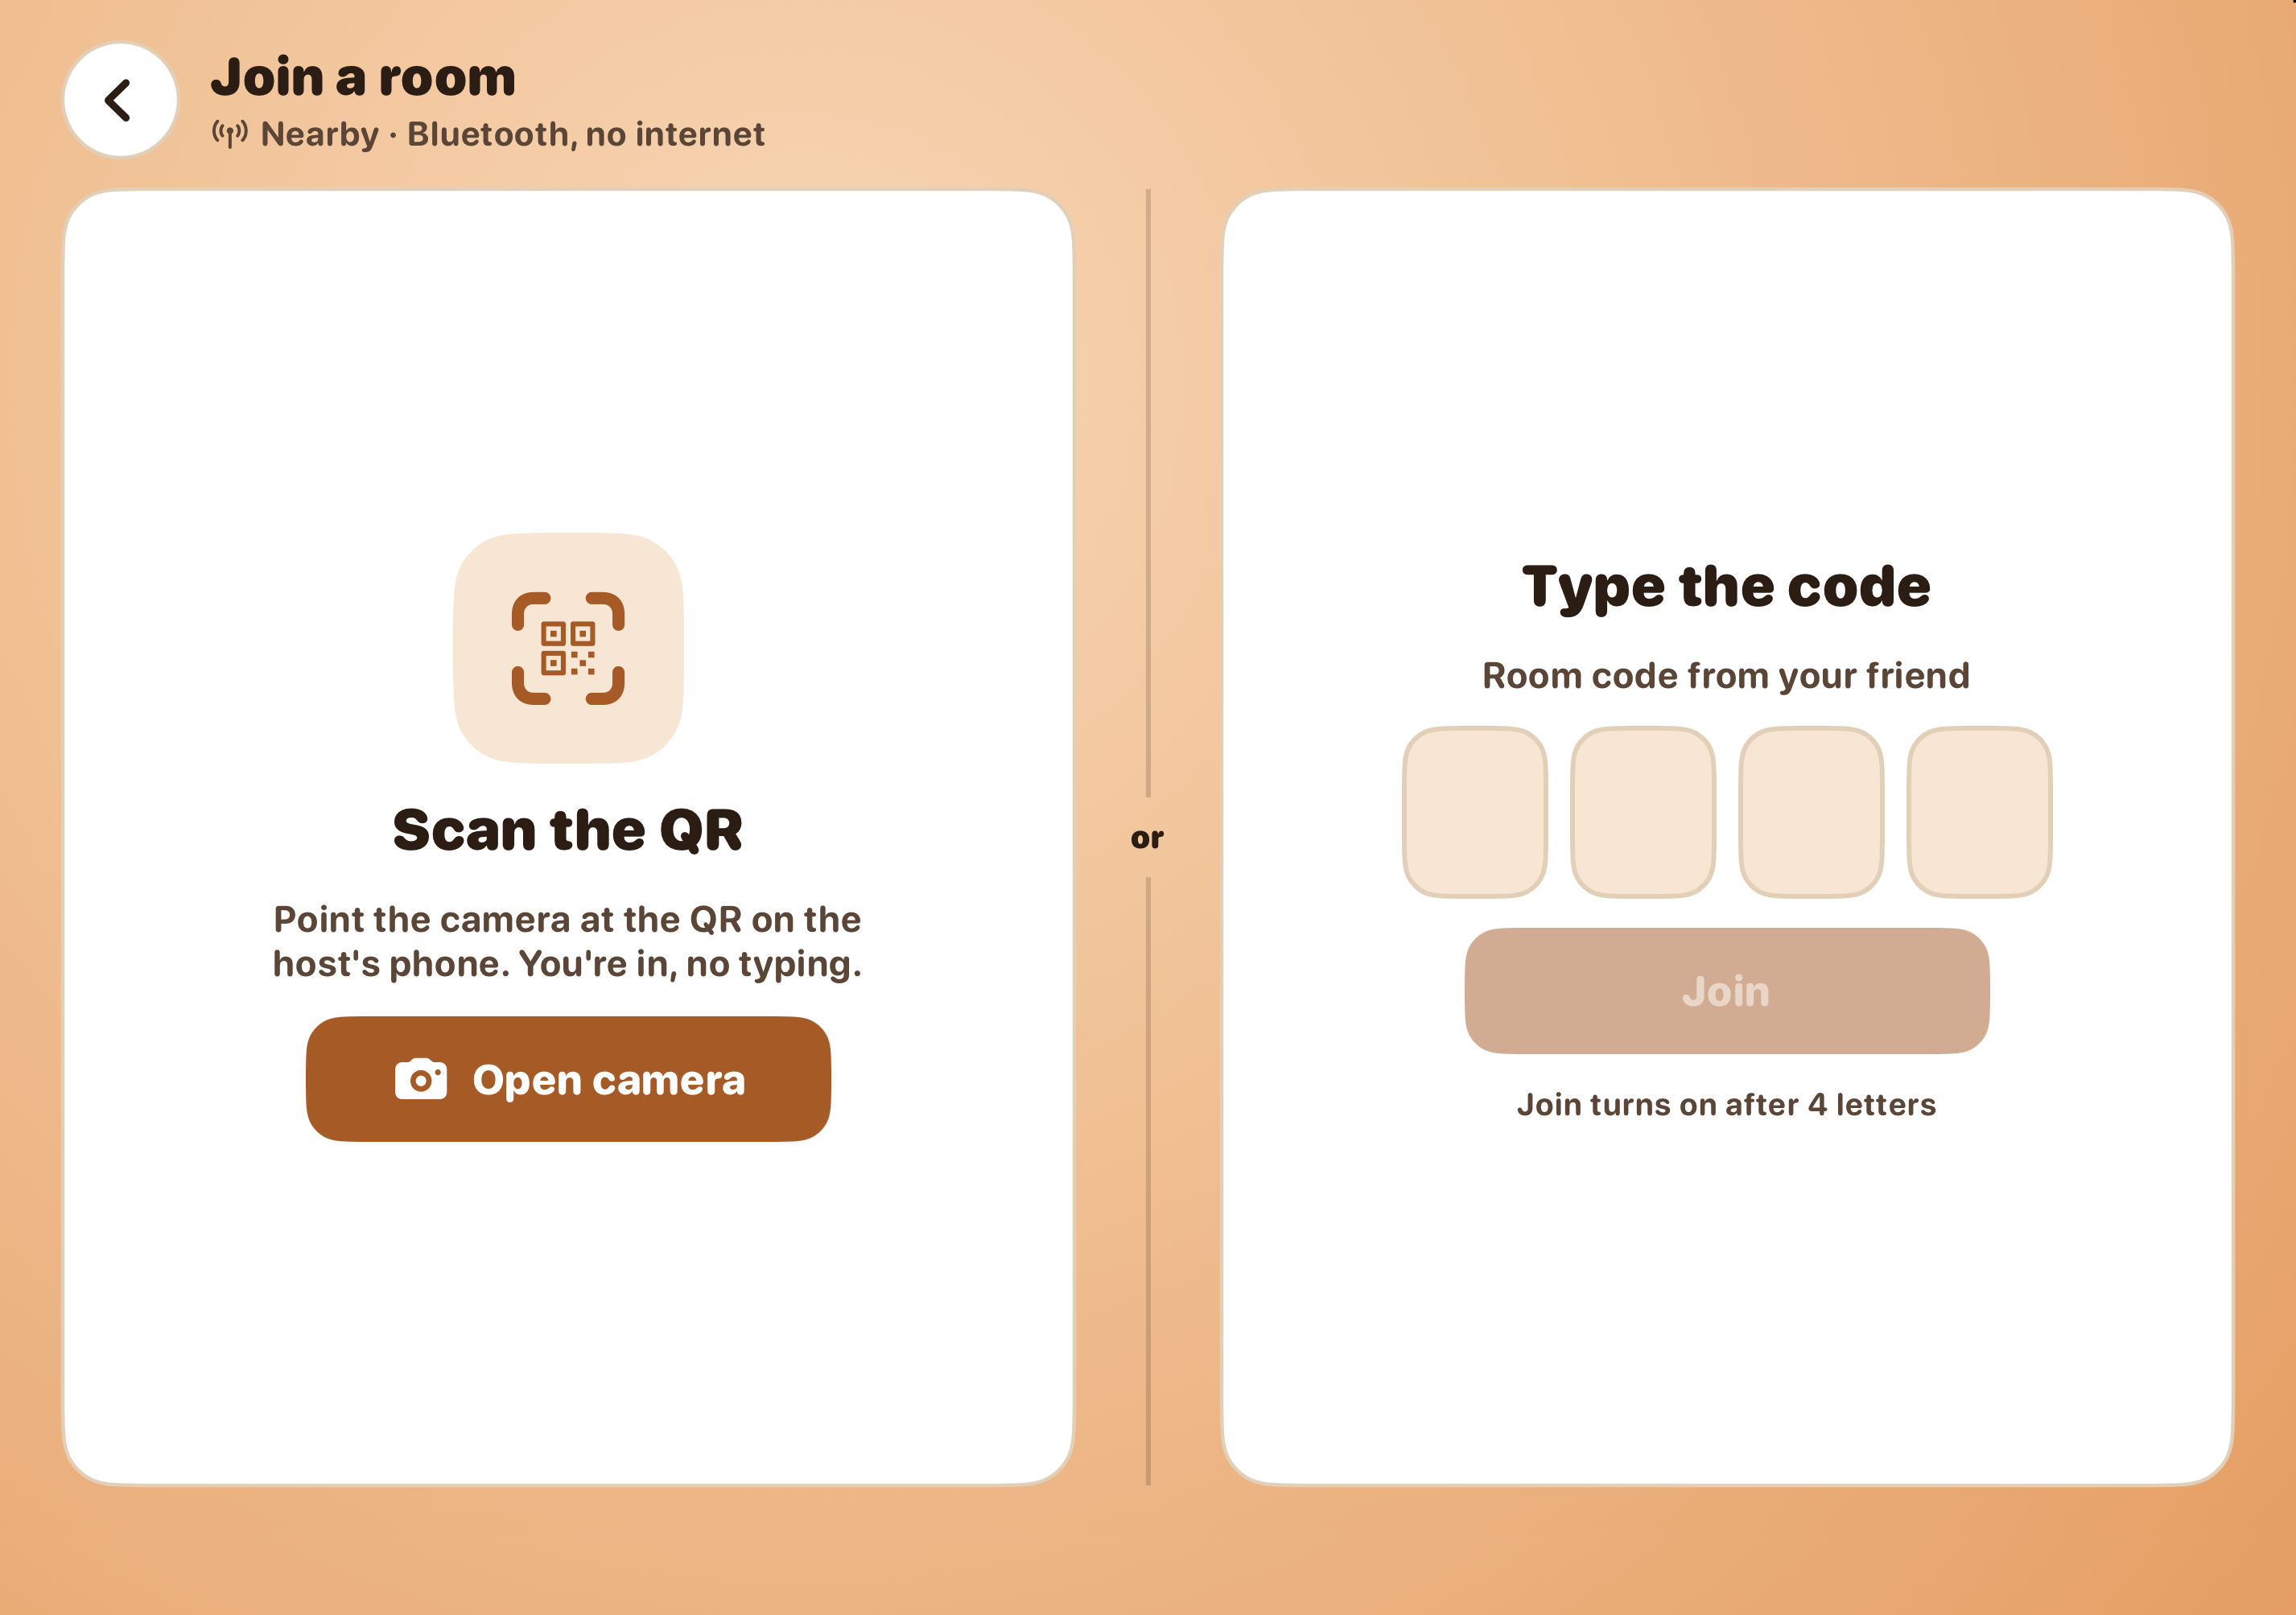 Join a room
Nearby · Bluetooth, no internet
Scan the QR
Point the camera at the QR on the
host's phone. You're in, no typing.
Open camera
or
Type the code
Room code from your friend
Join
Join turns on after 4 letters